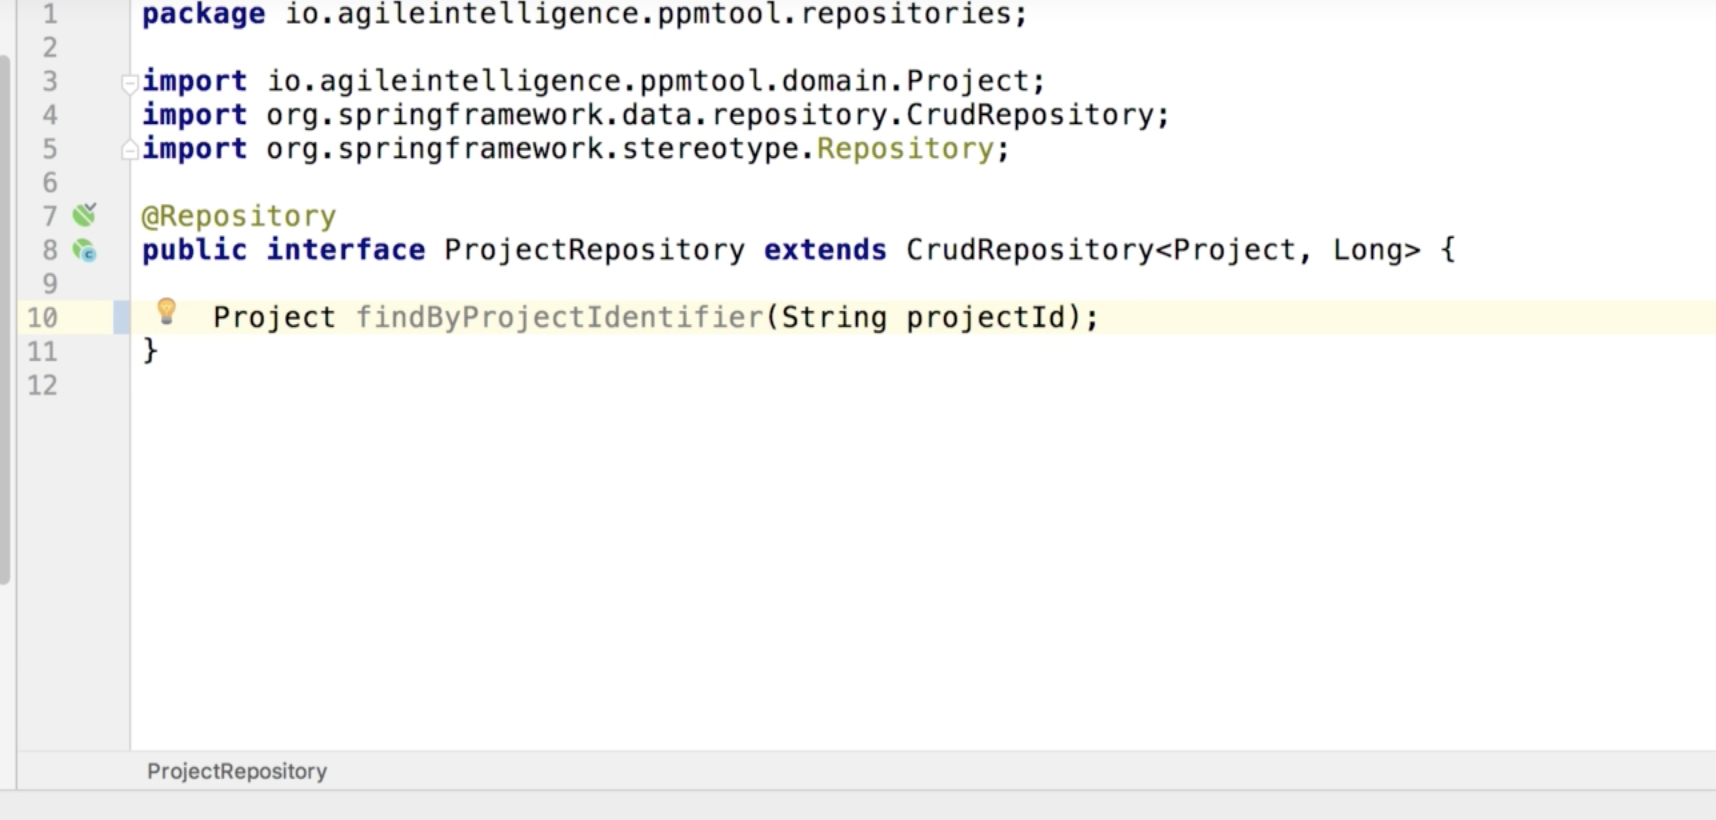 1 package io.agileintelligence.ppmtool.repositories;
2
3 import io.agileintelligence.ppmtool.domain.Project;
4 import org.springframework.data.repository.CrudRepository;
5 import org.springframework.stereotype.Repository;
6
7 @Repository
8 public interface ProjectRepository extends CrudRepository<Project, Long> {
9
10 Project findByProjectIdentifier(String projectId);
11 }
12
ProjectRepository